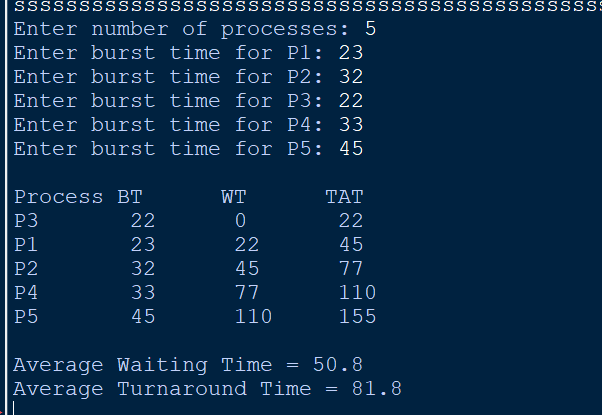 sssssssssssssssssssssssssssssssssssssssssssss
Enter number of processes: 5
Enter burst time for P1: 23
Enter burst time for P2: 32
Enter burst time for P3: 22
Enter burst time for P4: 33
Enter burst time for P5: 45
Process BT WT TAT
P3 22 0 22
P1 23 22 45
P2 32 45 77
P4 33 77 110
P5 45 110 155
Average Waiting Time = 50.8
Average Turnaround Time = 81.8